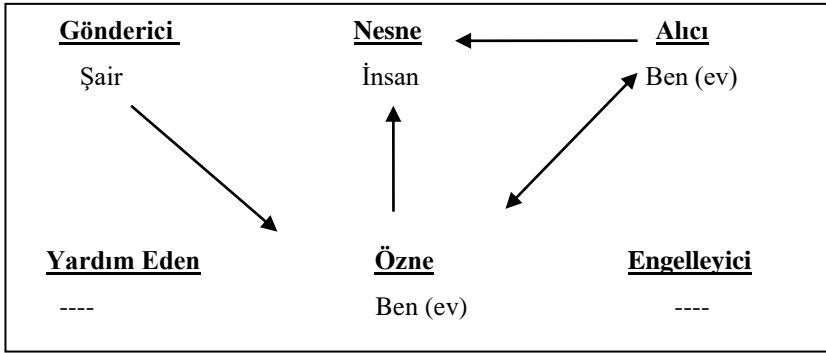 Gönderici Nesne Alıcı
Şair İnsan Ben (ev)
Yardım Eden Özne Engelleyici
---- Ben (ev) ----